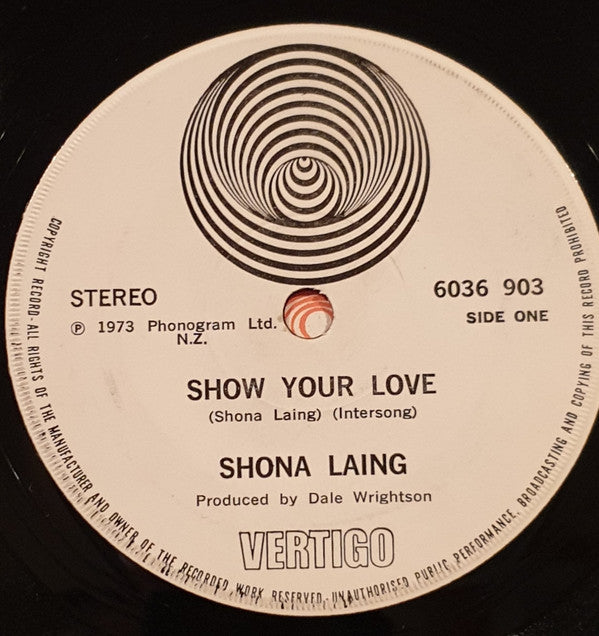 STEREO
6036 903
℗ 1973 Phonogram Ltd.
N.Z.
SIDE ONE
SHOW YOUR LOVE
(Shona Laing) (Intersong)
SHONA LAING
Produced by Dale Wrightson
VERTIGO
COPYRIGHT RECORD-ALL RIGHTS OF THE MANUFACTURER AND OWNER OF THE RECORDED WORK RESERVED-UNAUTHORISED PUBLIC PERFORMANCE, BROADCASTING AND COPYING OF THIS RECORD PROHIBITED